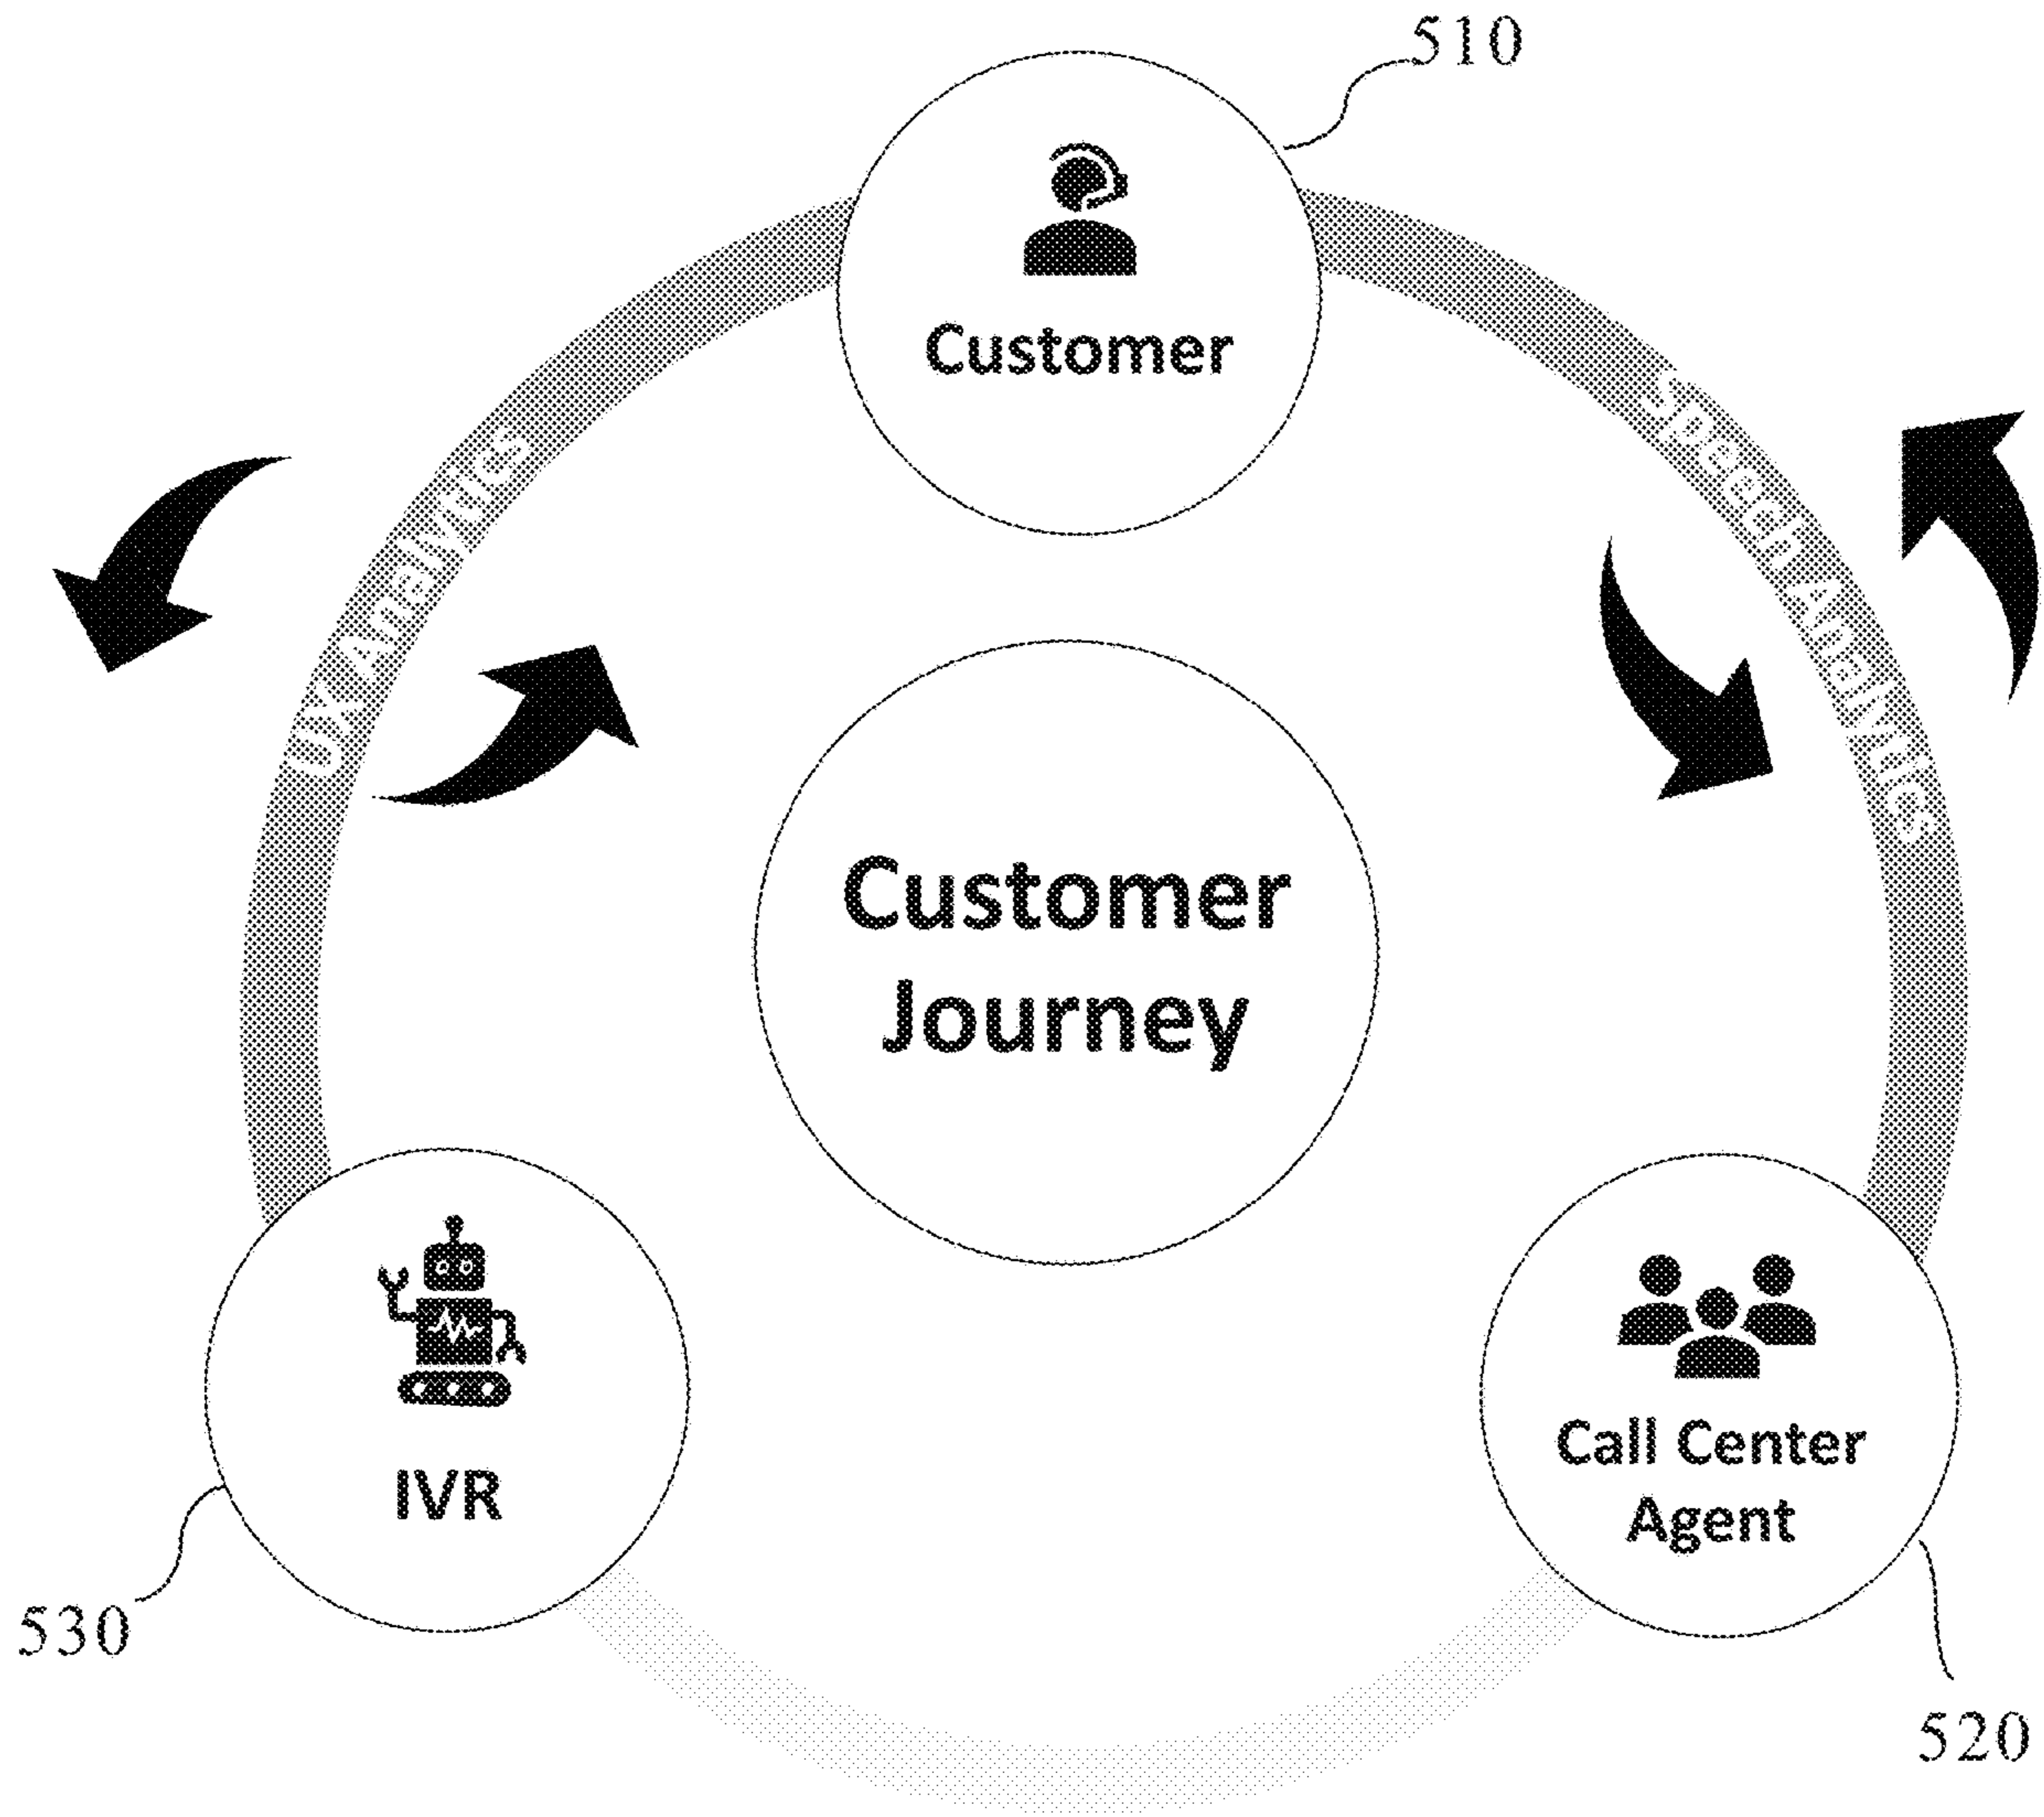 510
Customer
UX Analytics
Speech Analytics
Customer
Journey
IVR
Call Center
Agent
530
520